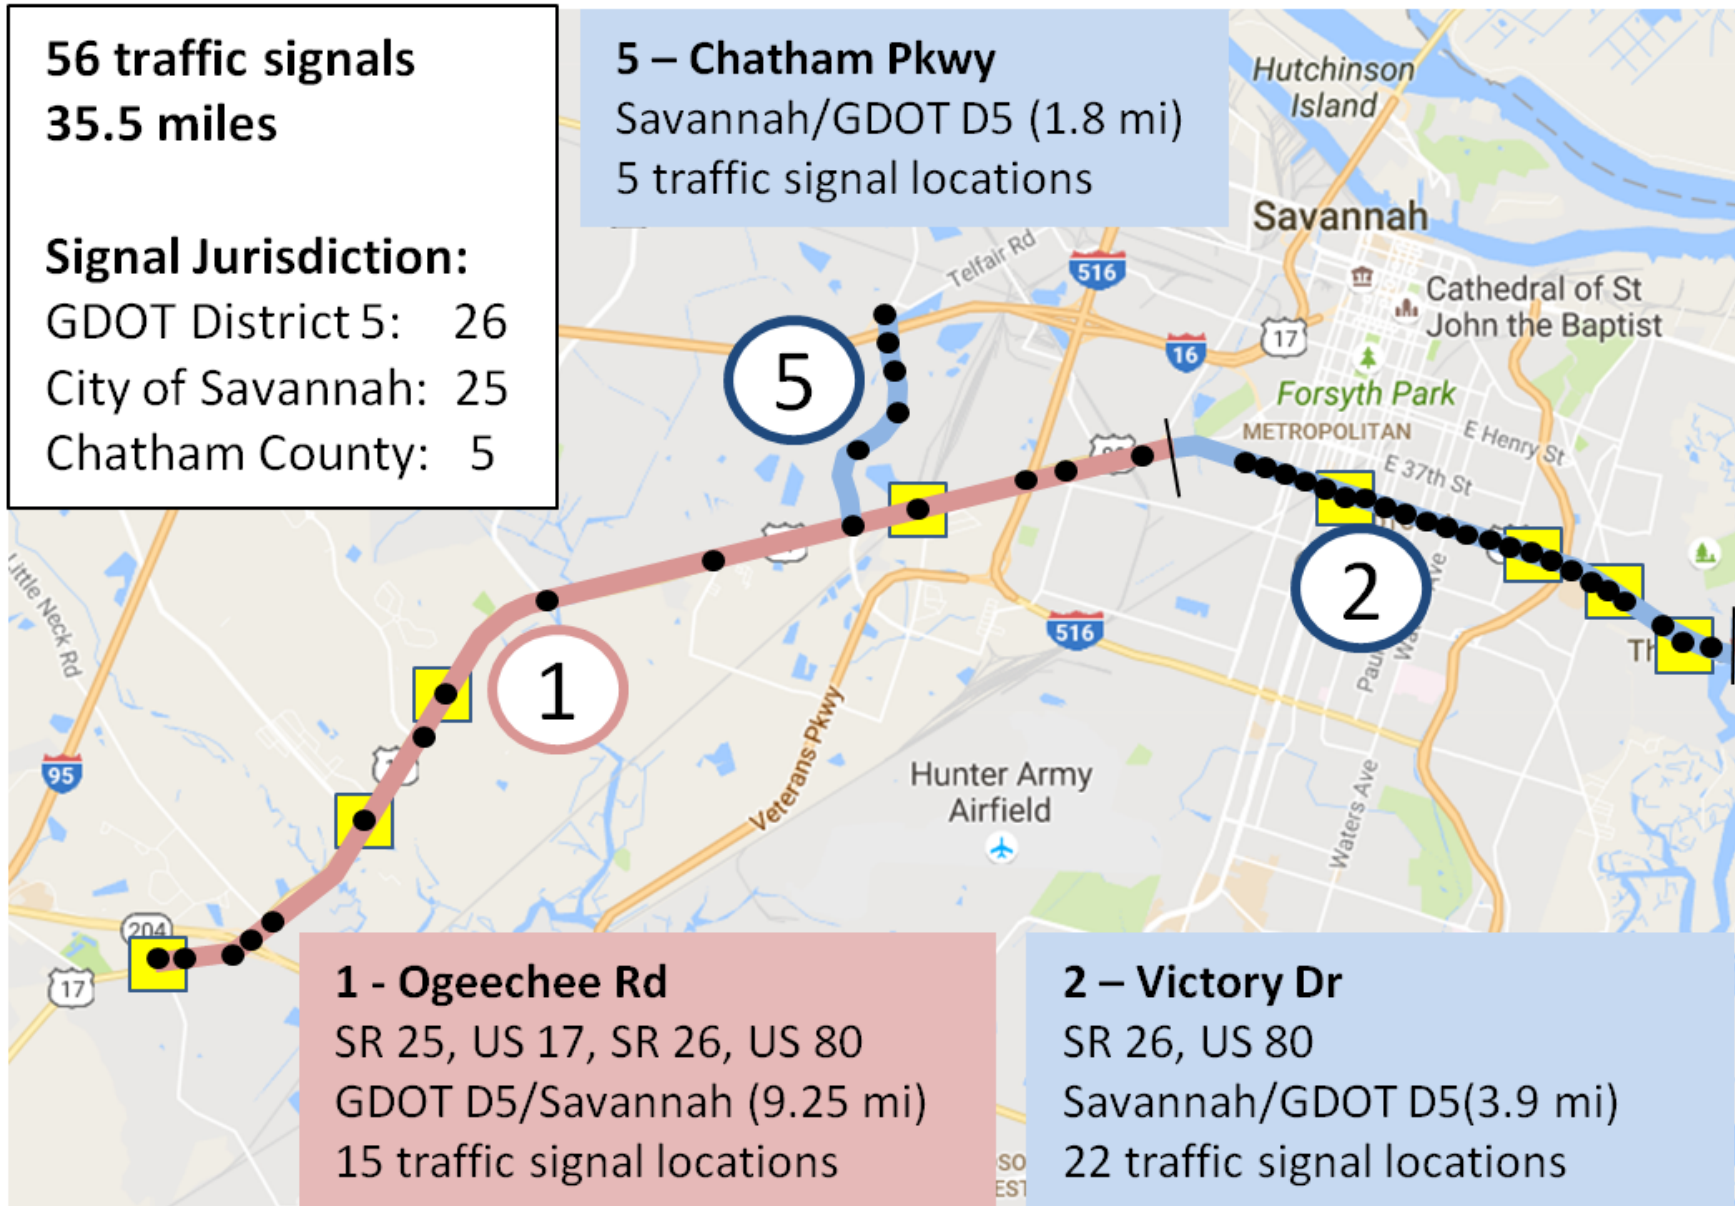 56 traffic signals
35.5 miles
Signal Jurisdiction:
GDOT District 5: 26
City of Savannah: 25
Chatham County: 5
5 – Chatham Pkwy
Savannah/GDOT D5 (1.8 mi)
5 traffic signal locations
Hutchinson
Island
Savannah
Telfair Rd
516
Cathedral of St
John the Baptist
17
16
5
Forsyth Park
METROPOLITAN
E Henry St
E 37th St
Little Neck Rd
2
516
1
95
Veterans Pkwy
Hunter Army
Airfield
Waters Ave
204
17
1 - Ogeechee Rd
SR 25, US 17, SR 26, US 80
GDOT D5/Savannah (9.25 mi)
15 traffic signal locations
2 – Victory Dr
SR 26, US 80
Savannah/GDOT D5(3.9 mi)
22 traffic signal locations